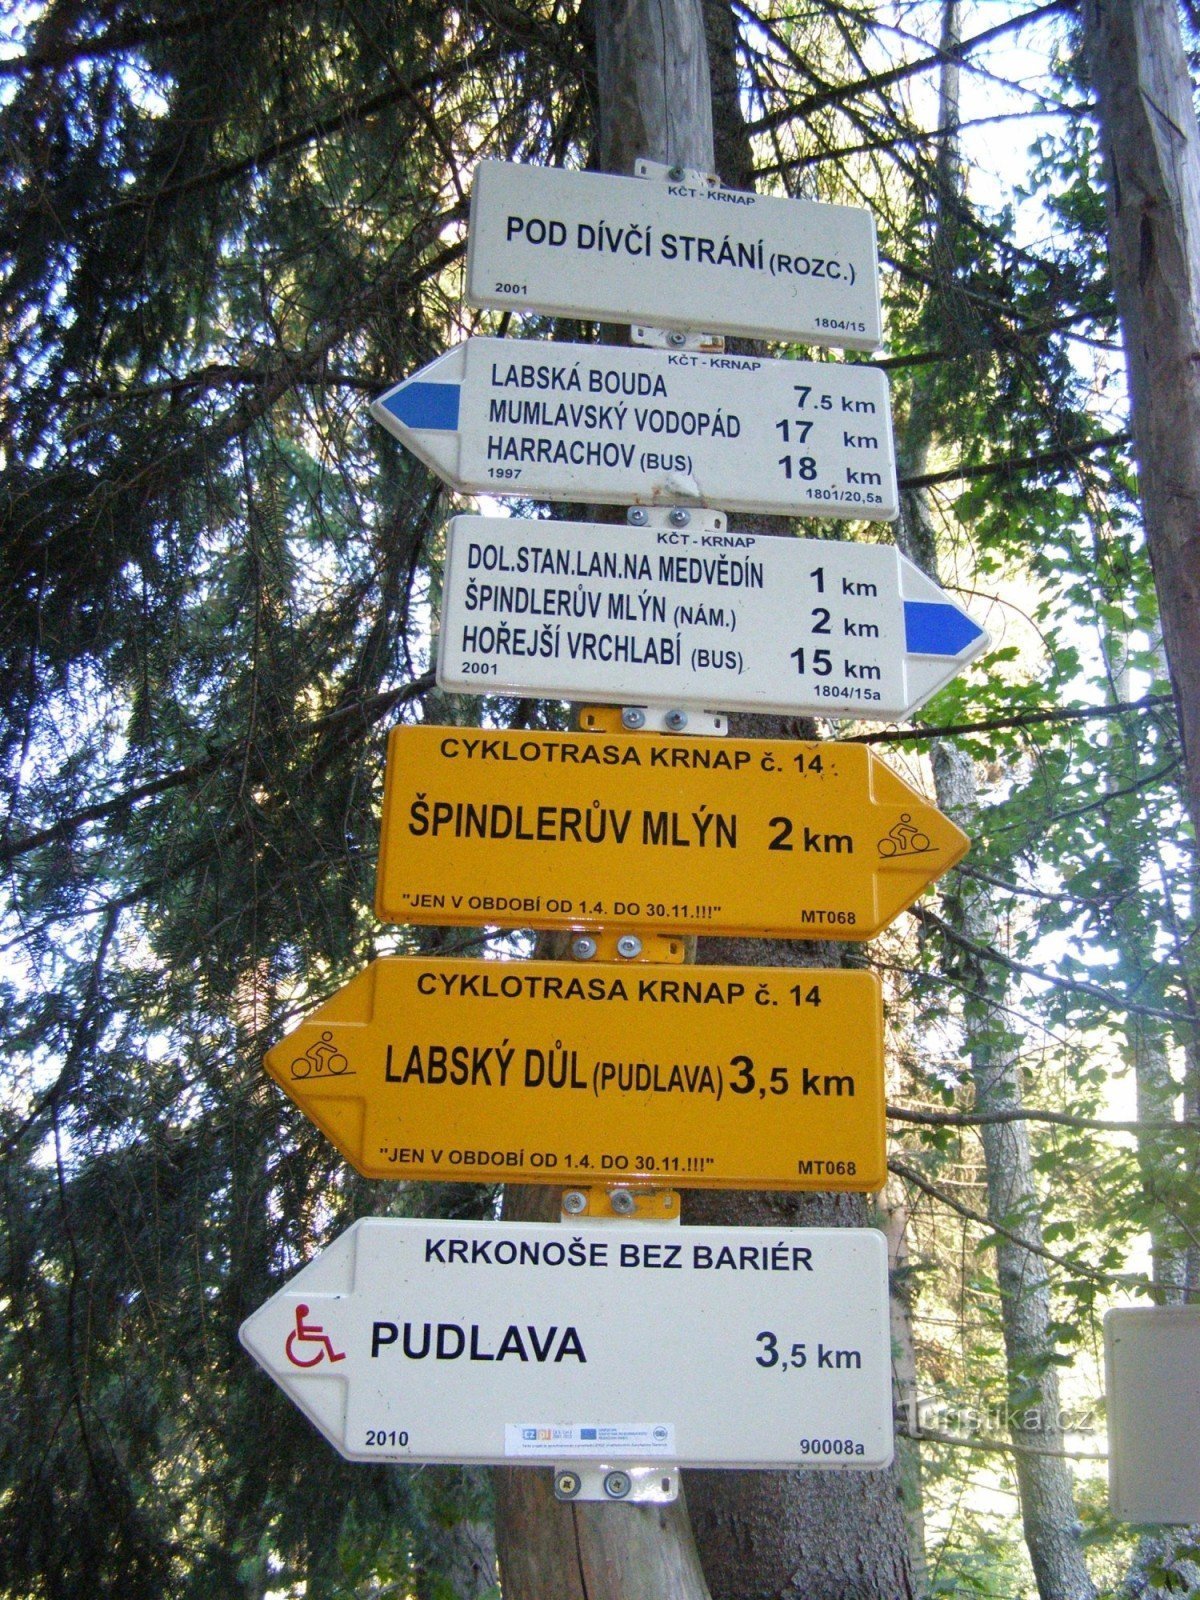 KČT - KRNAP
POD DÍVČÍ STRÁNÍ (ROZC.)
2001
1804/15
KČT - KRNAP
LABSKÁ BOUDA 7.5 km
MUMLAVSKÝ VODOPÁD 17 km
HARRACHOV (BUS) 18 km
1997
1801/20,5a
KČT - KRNAP
DOL.STAN.LAN.NA MEDVĚDÍN 1 km
ŠPINDLERŮV MLÝN (NÁM.) 2 km
HOŘEJŠÍ VRCHLABÍ (BUS) 15 km
2001
1804/15a
CYKLOTRASA KRNAP č. 14
ŠPINDLERŮV MLÝN 2 km
"JEN V OBDOBÍ OD 1.4. DO 30.11.!!!" MT068
CYKLOTRASA KRNAP č. 14
LABSKÝ DŮL (PUDLAVA) 3,5 km
"JEN V OBDOBÍ OD 1.4. DO 30.11.!!!" MT068
KRKONOŠE BEZ BARIÉR
PUDLAVA 3,5 km
2010
90008a
Turistika.cz